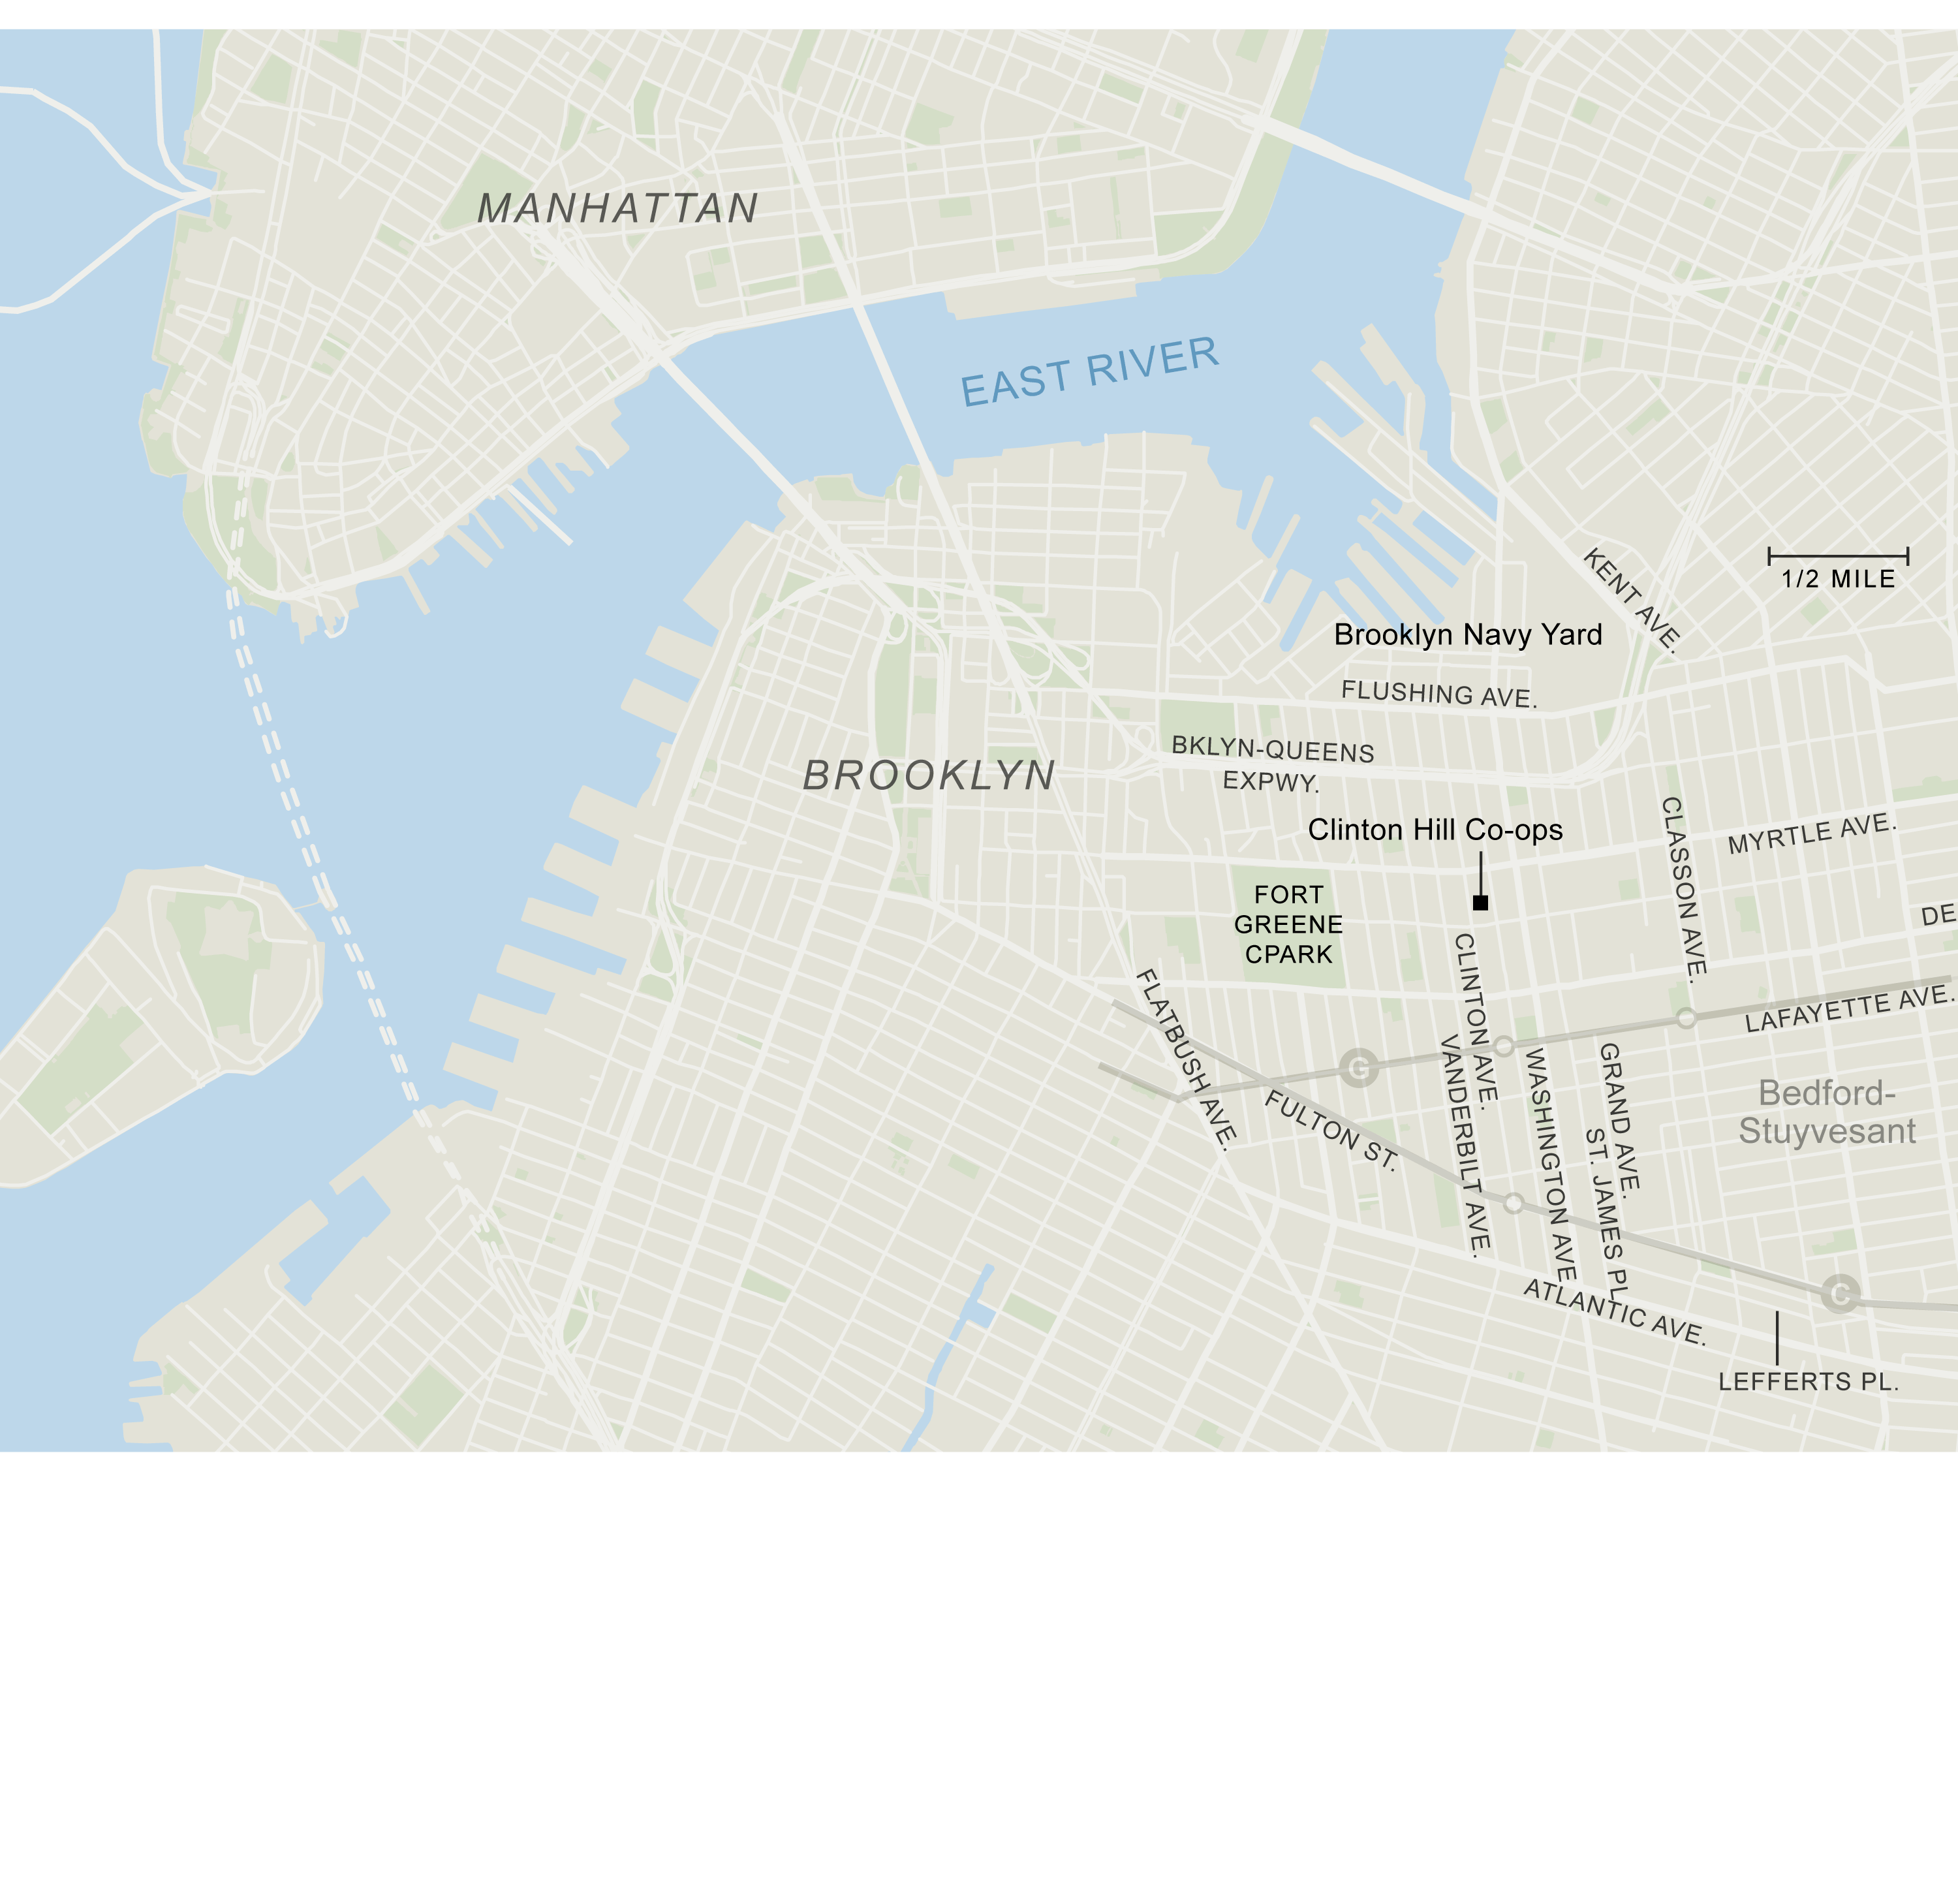 MANHATTAN
EAST RIVER
KENT AVE.
1/2 MILE
Brooklyn Navy Yard
FLUSHING AVE.
BKLYN-QUEENS
EXPWY.
BROOKLYN
Clinton Hill Co-ops
CLASSON AVE.
MYRTLE AVE.
FORT
GREENE
CPARK
DE
CLINTON AVE.
FLATBUSH AVE.
LAFAYETTE AVE.
G
VANDERBILT AVE.
WASHINGTON AVE
GRAND AVE.
ST. JAMES PL
FULTON ST.
Bedford-
Stuyvesant
C
ATLANTIC AVE.
LEFFERTS PL.